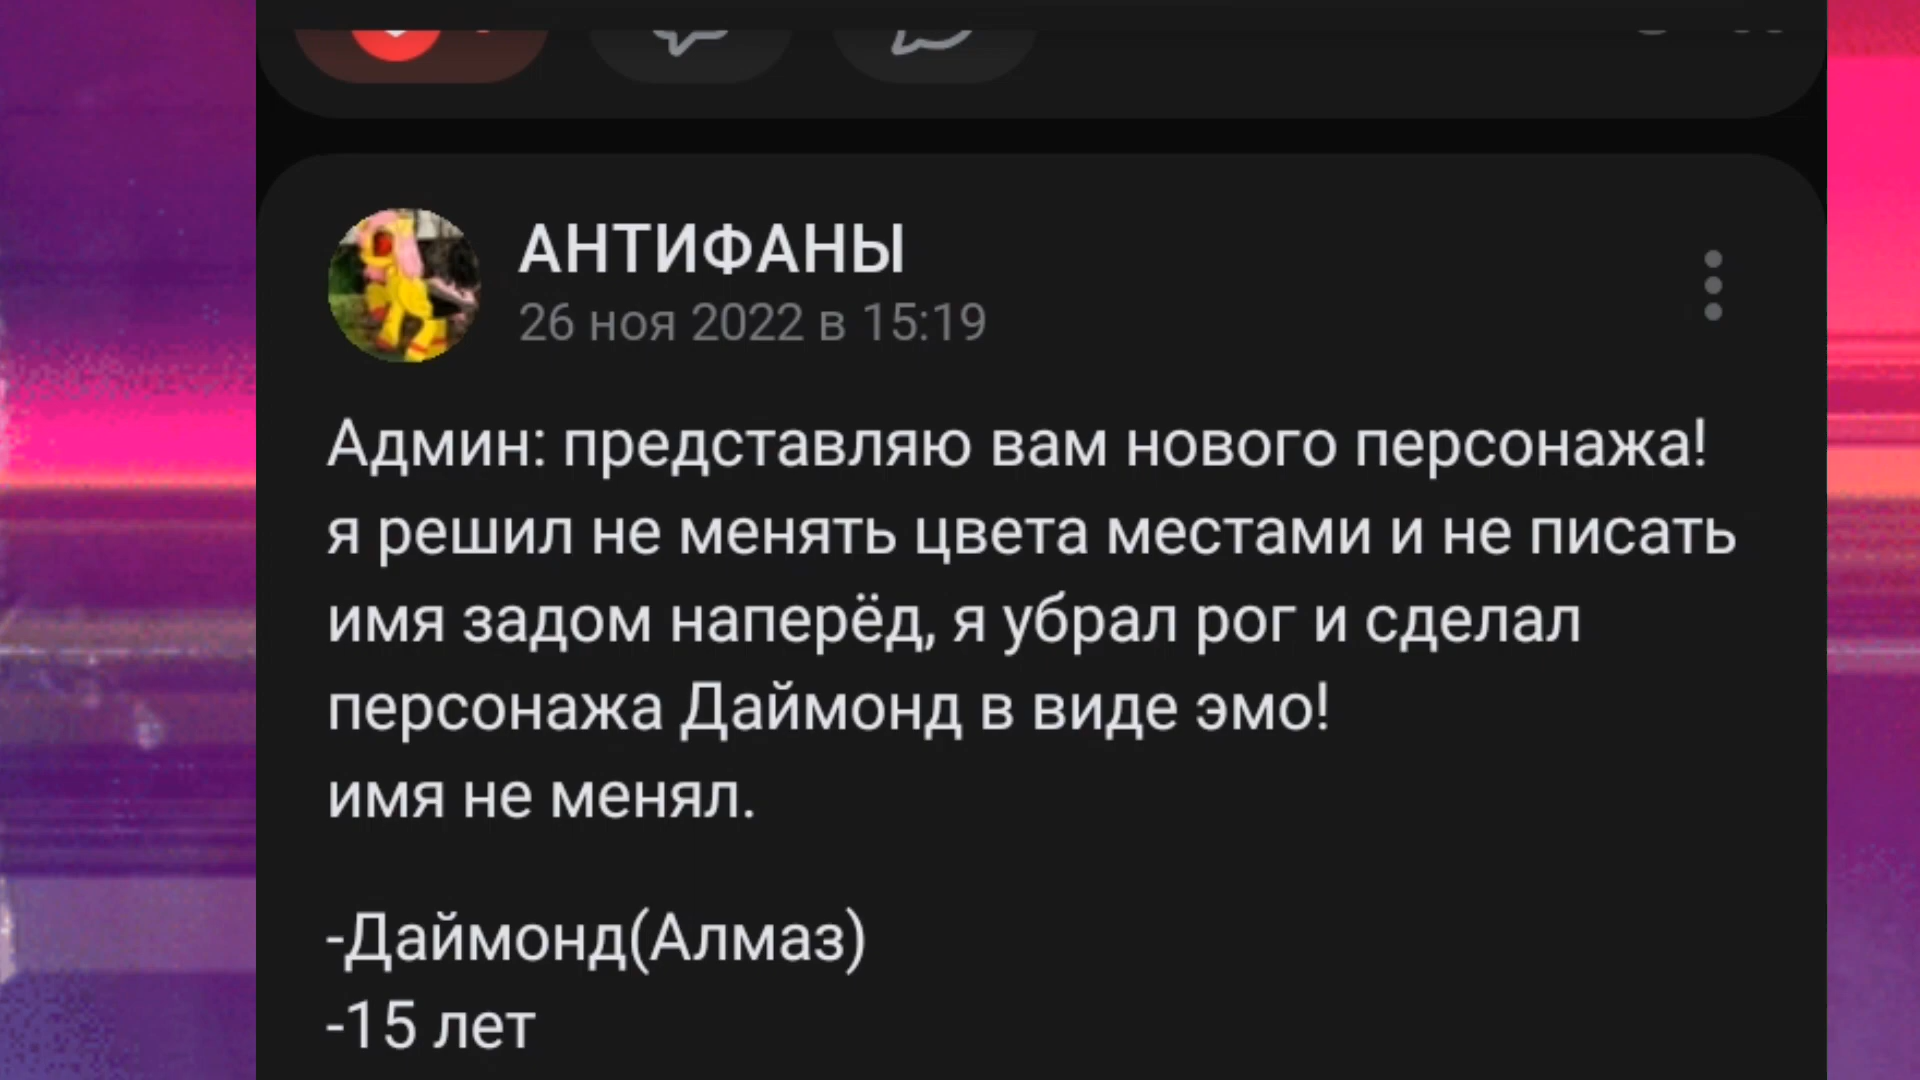 АНТИФАНЫ
26 ноя 2022 в 15:19
Админ: представляю вам нового персонажа!
я решил не менять цвета местами и не писать
имя задом наперёд, я убрал рог и сделал
персонажа Даймонд в виде эмо!
имя не менял.
-Даймонд(Алмаз)
-15 лет